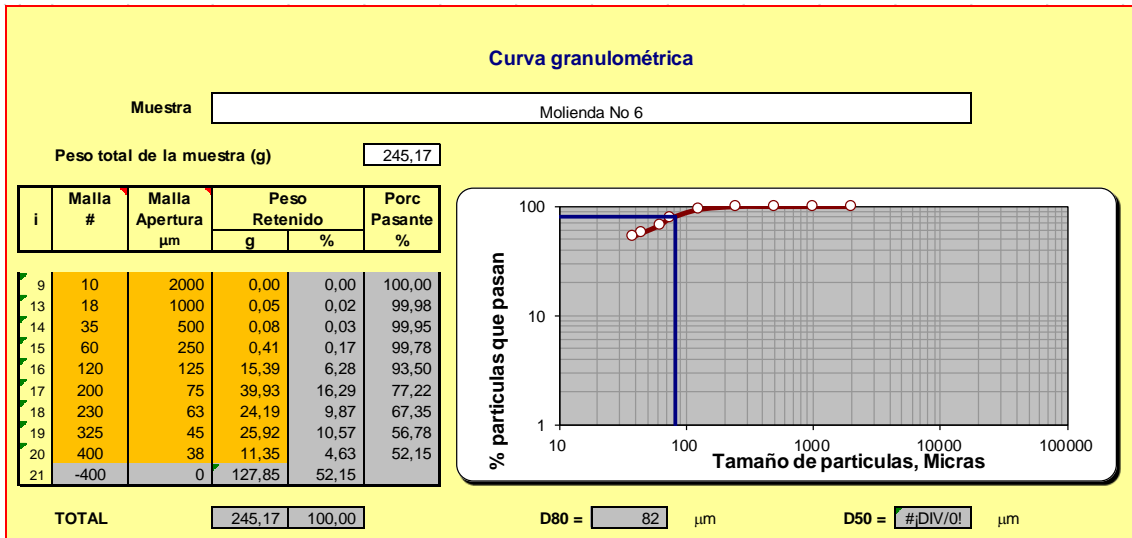 Curva granulométrica
Muestra Molienda No 6
Peso total de la muestra (g) 245,17
i Malla # Malla Apertura µm Peso Retenido g % Porc Pasante %
9 10 2000 0,00 0,00 100,00
13 18 1000 0,05 0,02 99,98
14 35 500 0,08 0,03 99,95
15 60 250 0,41 0,17 99,78
16 120 125 15,39 6,28 93,50
17 200 75 39,93 16,29 77,22
18 230 63 24,19 9,87 67,35
19 325 45 25,92 10,57 56,78
20 400 38 11,35 4,63 52,15
21 -400 0 127,85 52,15
TOTAL 245,17 100,00
% particulas que pasan
100
10
1
10 100 1000 10000 100000
Tamaño de particulas, Micras
D80 = 82 µm D50 = #¡DIV/0! µm